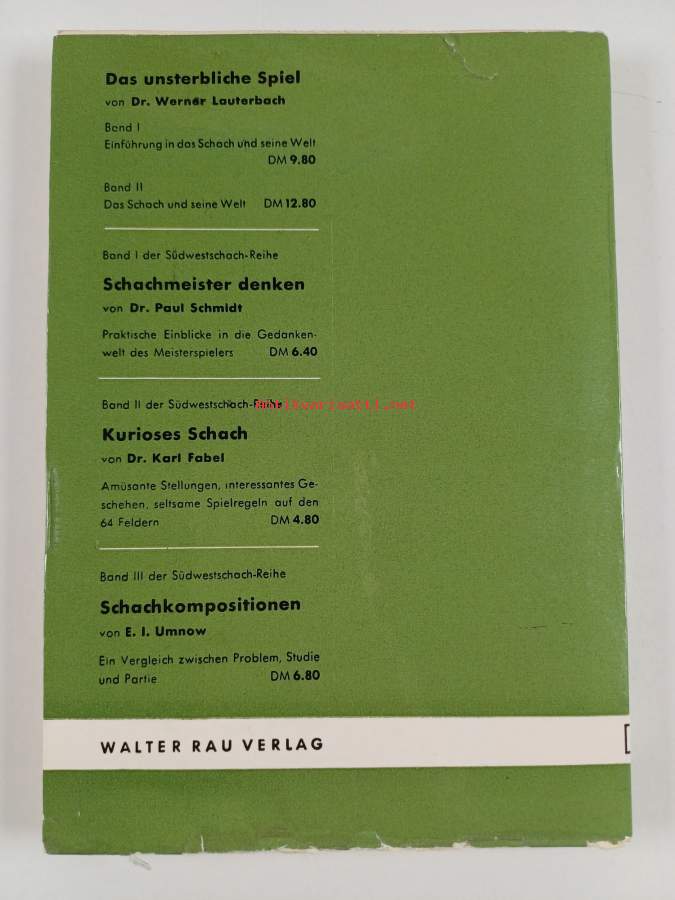 Das unsterbliche Spiel
von Dr. Werner Lauterbach
Band I
Einführung in das Schach und seine Welt
DM 9.80
Band II
Das Schach und seine Welt DM 12.80
Band I der Südwestschach-Reihe
Schachmeister denken
von Dr. Paul Schmidt
Praktische Einblicke in die Gedanken-
welt des Meisterspielers DM 6.40
Band II der Südwestschach-Reihe
antikvariaatti.net
Kurioses Schach
von Dr. Karl Fabel
Amüsante Stellungen, interessantes Ge-
schehen, seltsame Spielregeln auf den
64 Feldern DM 4.80
Band III der Südwestschach-Reihe
Schachkompositionen
von E. I. Umnow
Ein Vergleich zwischen Problem, Studie
und Partie DM 6.80
WALTER RAU VERLAG